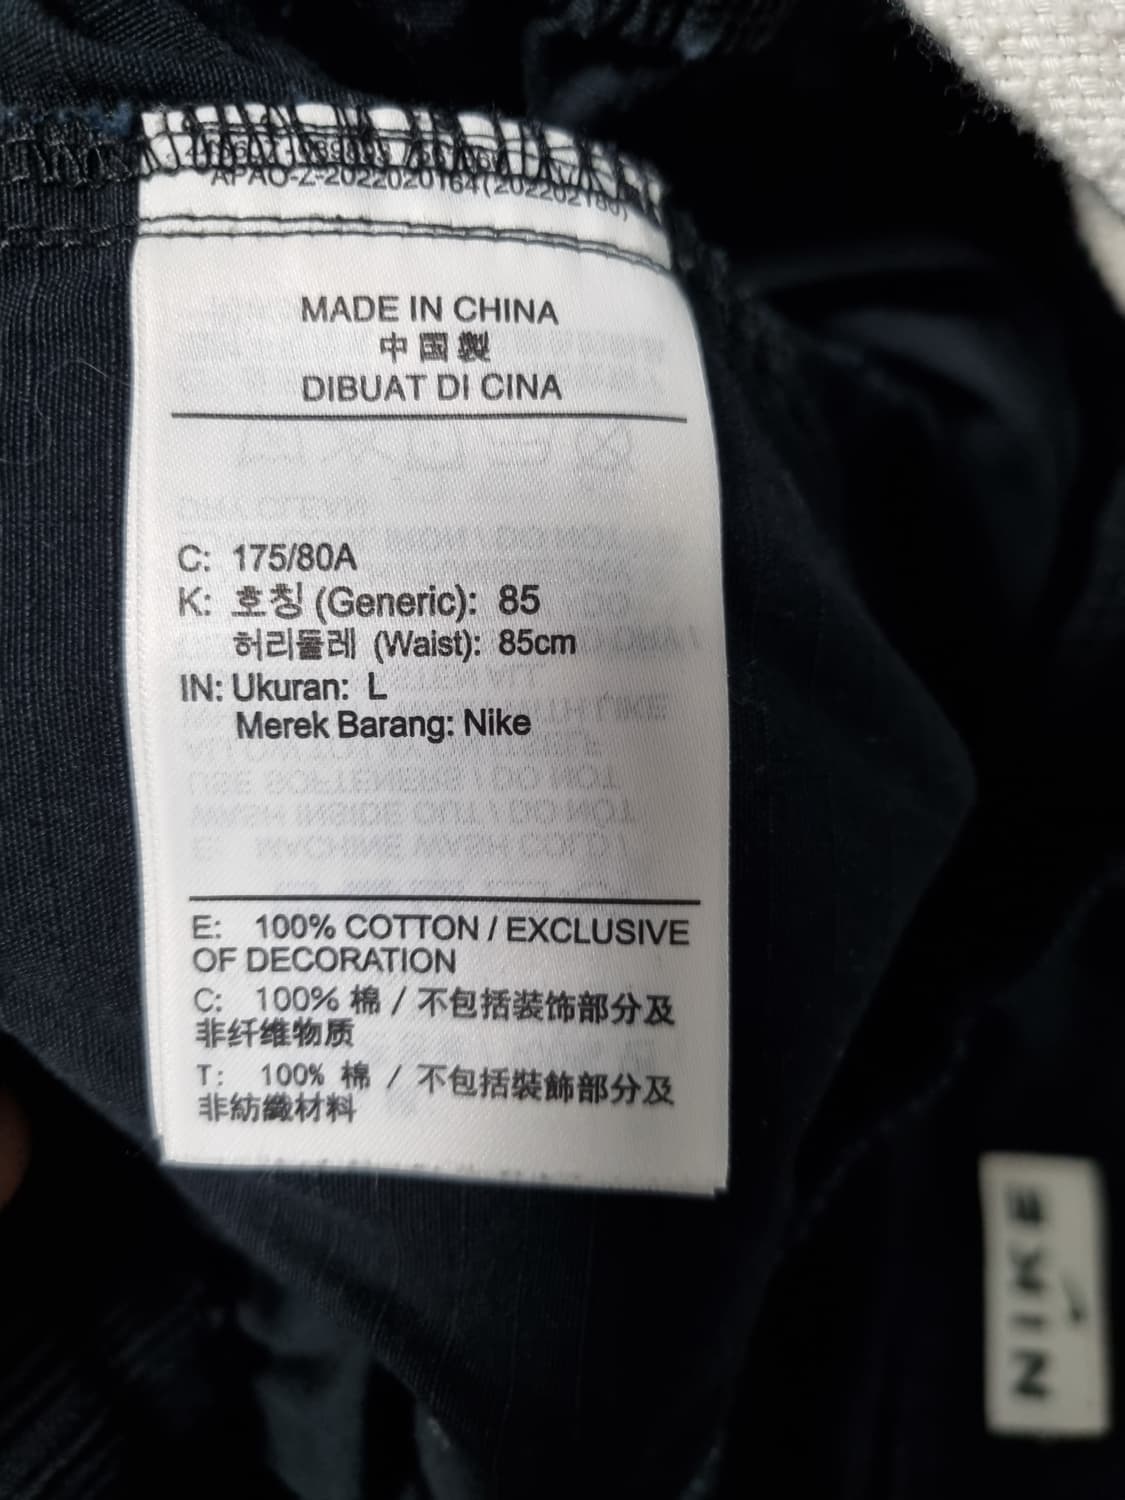 APAO-Z-2022020164(202202180)
MADE IN CHINA
中国製
DIBUAT DI CINA
C: 175/80A
K: 호칭 (Generic): 85
허리둘레 (Waist): 85cm
IN: Ukuran: L
Merek Barang: Nike
E: 100% COTTON / EXCLUSIVE
OF DECORATION
C: 100% 棉 / 不包括装饰部分及
非纤维物质
T: 100% 棉 / 不包括裝飾部分及
非紡織材料
NIKE